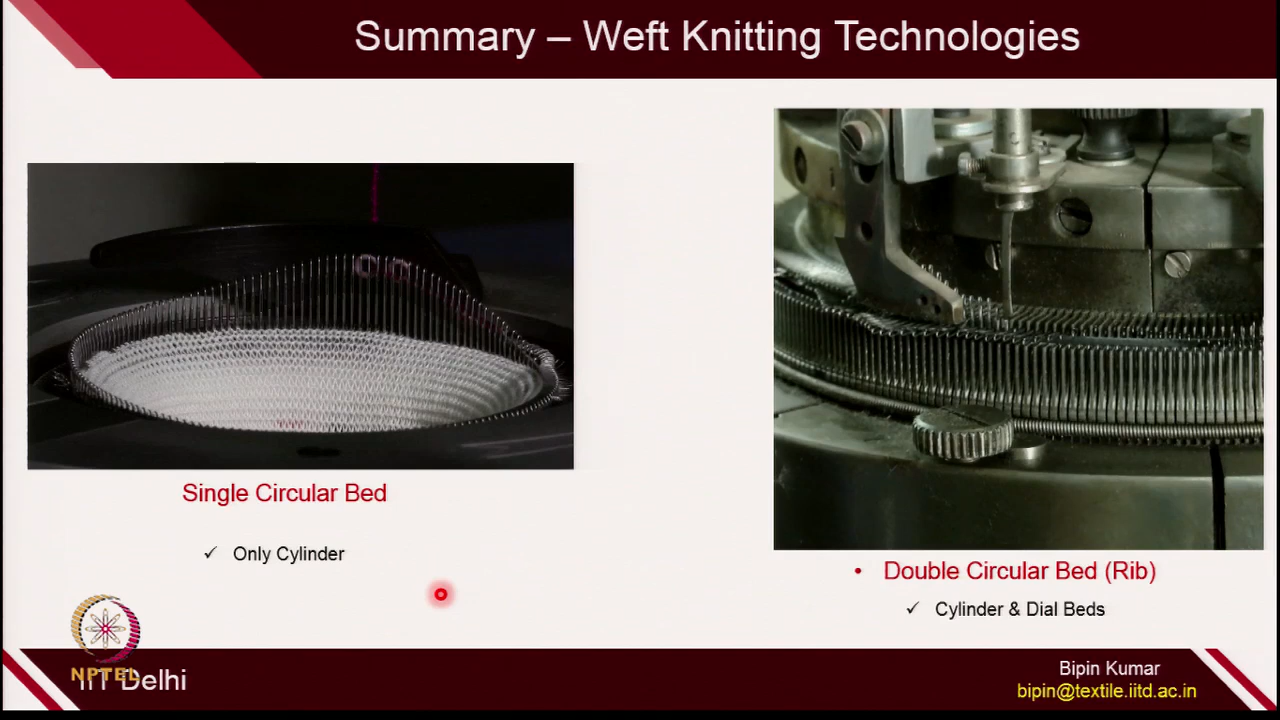 Summary – Weft Knitting Technologies
Single Circular Bed
✓ Only Cylinder
• Double Circular Bed (Rib)
✓ Cylinder & Dial Beds
NPTEL
IIT Delhi
Bipin Kumar
bipin@textile.iitd.ac.in